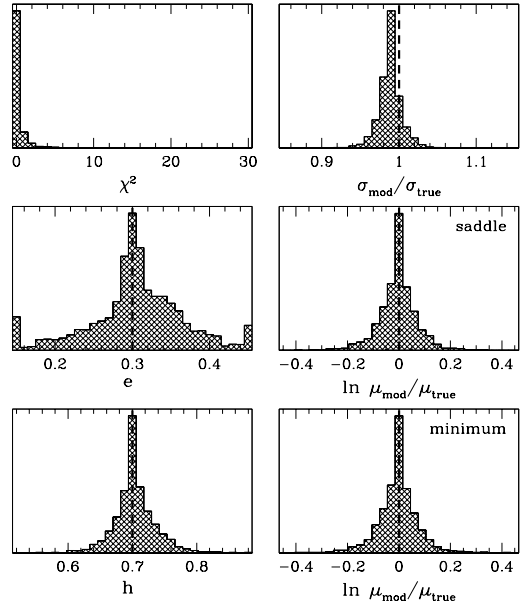 0 10 20 30
χ²
0.9 1 1.1
σmod/σtrue
0.2 0.3 0.4
e
saddle
−0.4 −0.2 0 0.2 0.4
ln μmod/μtrue
0.6 0.7 0.8
h
minimum
−0.4 −0.2 0 0.2 0.4
ln μmod/μtrue